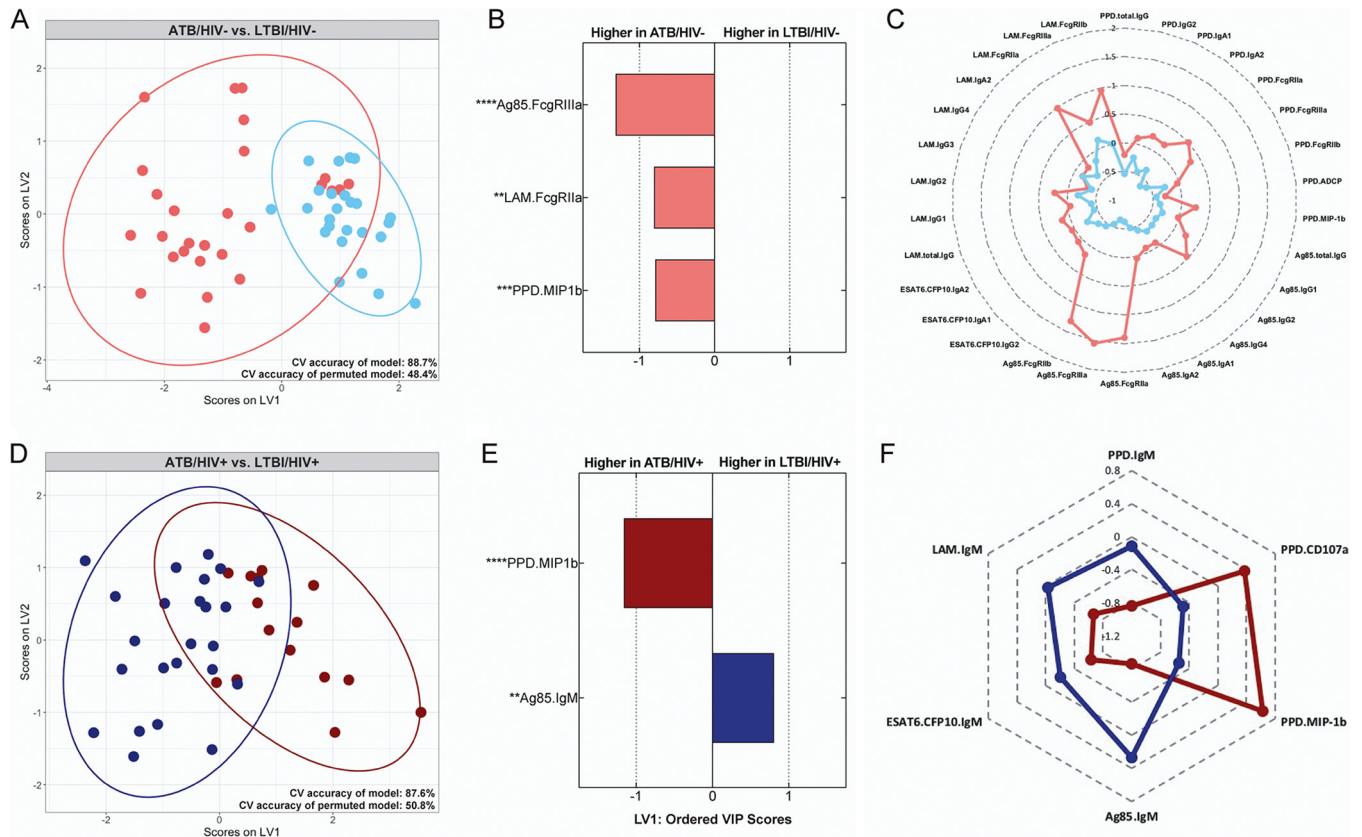 A
ATB/HIV- vs. LTBI/HIV-
Scores on LV2
2
1
0
-1
-2
CV accuracy of model: 88.7%
CV accuracy of permuted model: 48.4%
-4
-2
0
2
Scores on LV1
B
Higher in ATB/HIV-
Higher in LTBI/HIV-
****Ag85.FcgRIIIa
**LAM.FcgRIIa
***PPD.MIP1b
-1
0
1
C
PPD.total.IgG
PPD.IgG2
PPD.IgA1
PPD.IgA2
PPD.FcgRIIa
PPD.FcgRIIIa
PPD.FcgRIIb
PPD.ADCP
PPD.MIP-1b
Ag85.total.IgG
Ag85.IgG1
Ag85.IgG2
Ag85.IgG4
Ag85.IgA1
Ag85.IgA2
Ag85.FcgRIIa
Ag85.FcgRIIIa
Ag85.FcgRIIb
ESAT6.CFP10.IgG2
ESAT6.CFP10.IgA1
ESAT6.CFP10.IgA2
LAM.total.IgG
LAM.IgG1
LAM.IgG2
LAM.IgG3
LAM.IgG4
LAM.IgA2
LAM.FcgRIIa
LAM.FcgRIIIa
LAM.FcgRIIb
2
1.5
1
0.5
0
-0.5
-1
D
ATB/HIV+ vs. LTBI/HIV+
Scores on LV2
2
1
0
-1
-2
CV accuracy of model: 87.6%
CV accuracy of permuted model: 50.8%
-2
0
2
Scores on LV1
E
Higher in ATB/HIV+
Higher in LTBI/HIV+
****PPD.MIP1b
**Ag85.IgM
-1
0
1
LV1: Ordered VIP Scores
F
PPD.IgM
0.8
0.4
0
-0.4
-0.8
-1.2
PPD.CD107a
PPD.MIP-1b
Ag85.IgM
ESAT6.CFP10.IgM
LAM.IgM